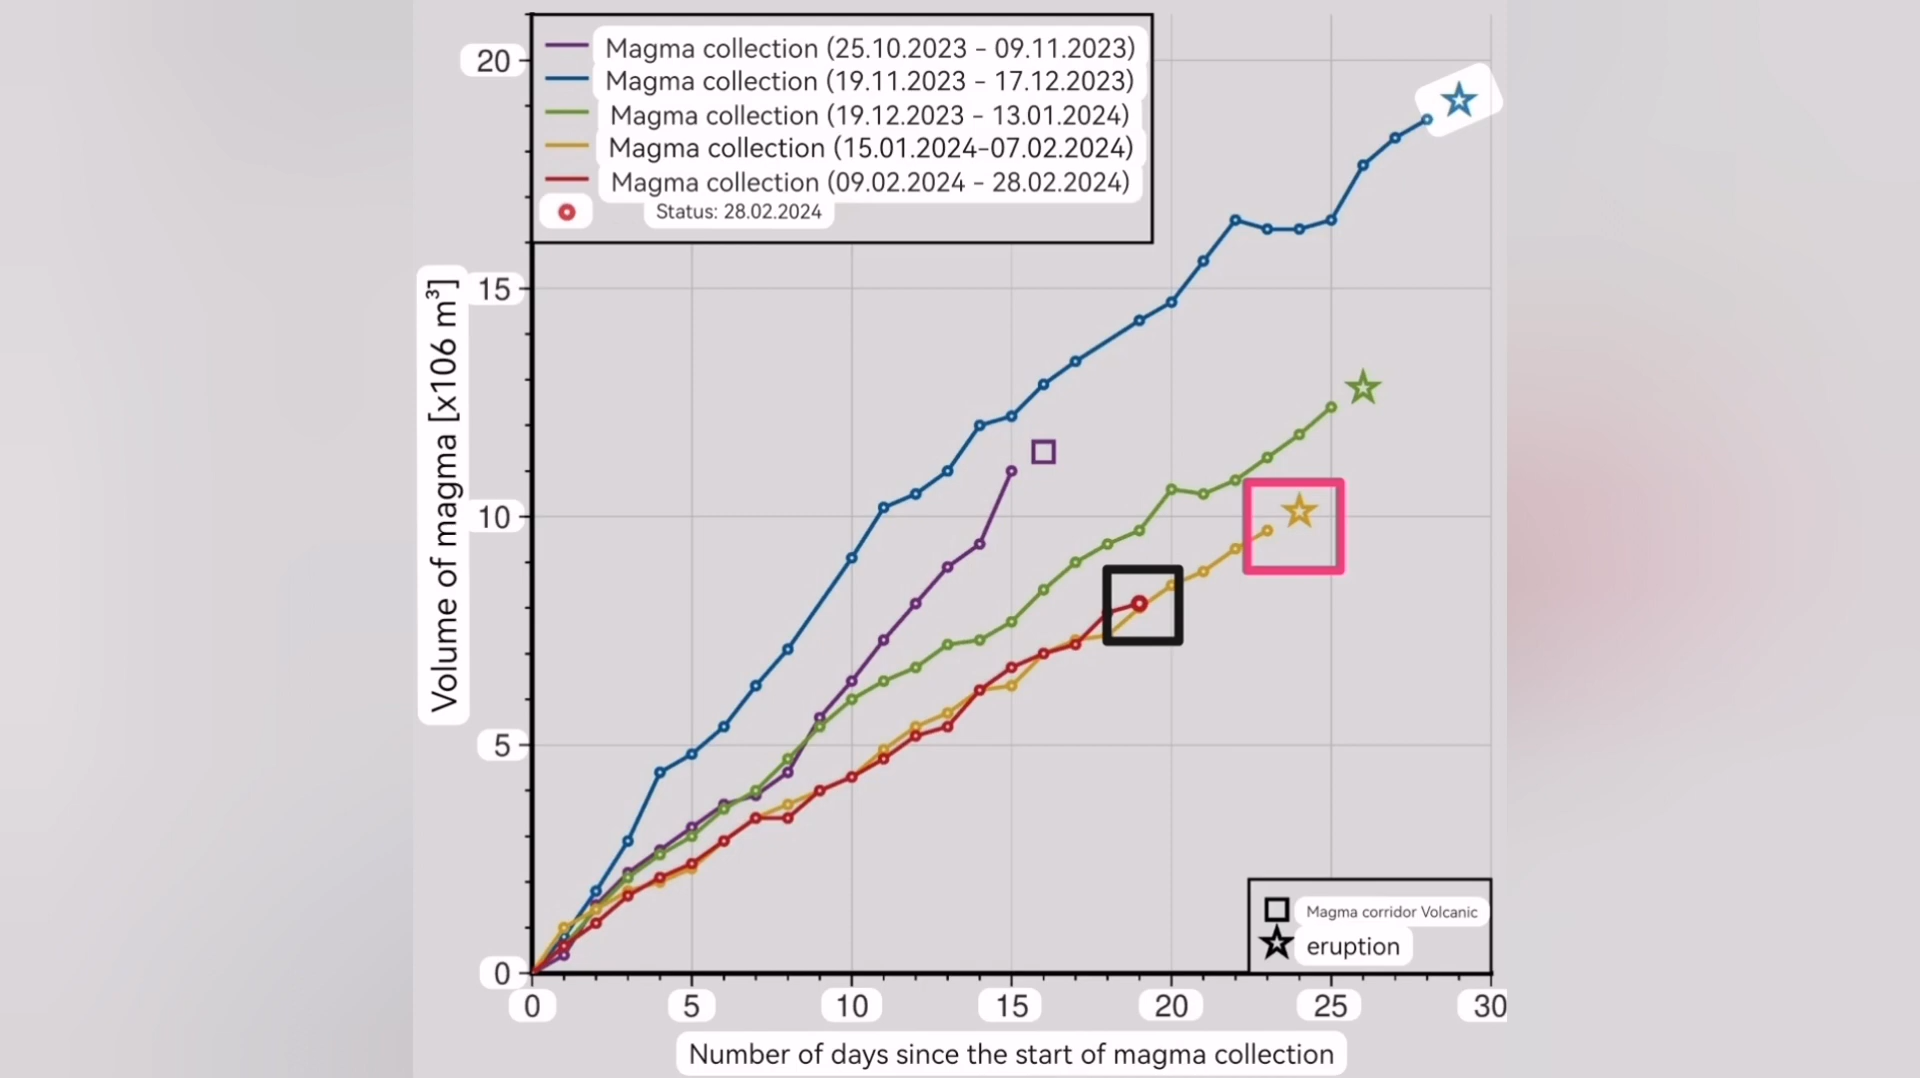 Magma collection (25.10.2023 - 09.11.2023)
Magma collection (19.11.2023 - 17.12.2023)
Magma collection (19.12.2023 - 13.01.2024)
Magma collection (15.01.2024-07.02.2024)
Magma collection (09.02.2024 - 28.02.2024)
Status: 28.02.2024
20
15
10
5
0
Volume of magma [x106 m³]
Magma corridor Volcanic
eruption
0 5 10 15 20 25 30
Number of days since the start of magma collection